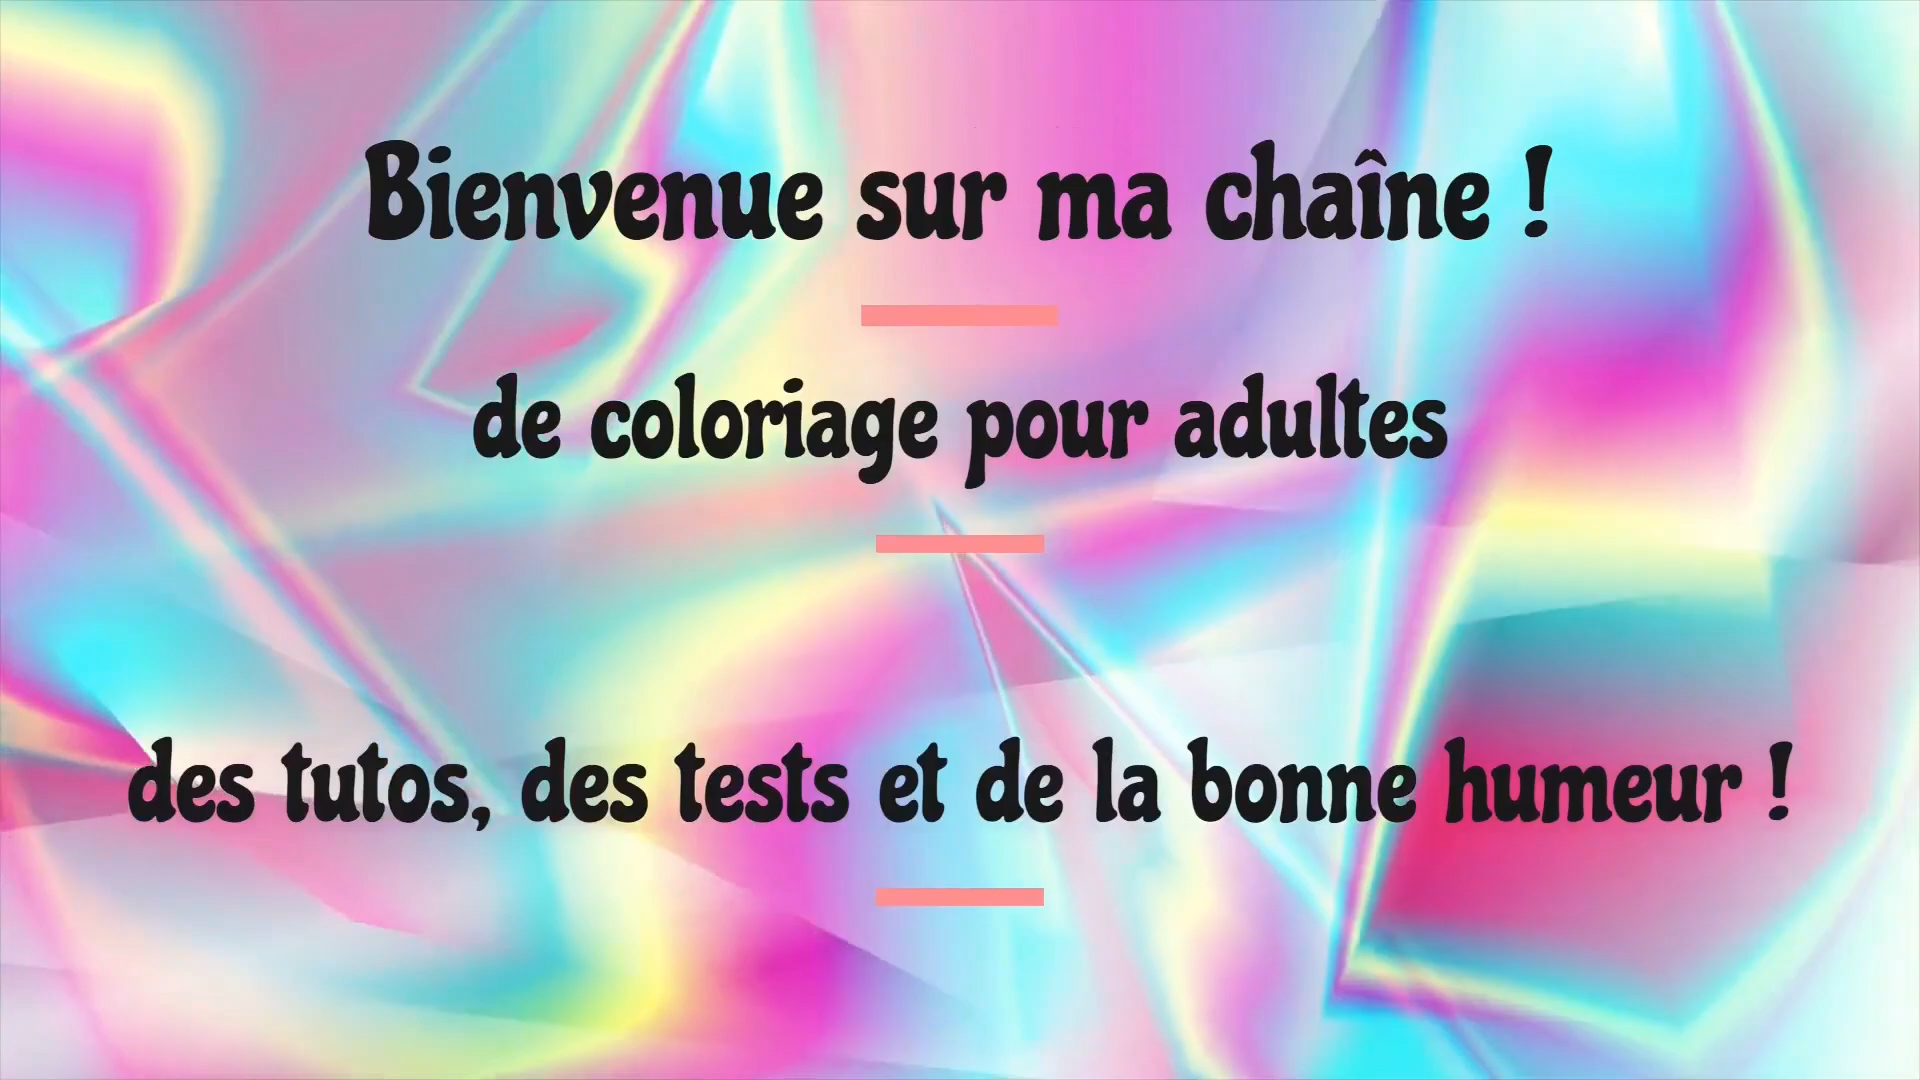 Bienvenue sur ma chaîne !
de coloriage pour adultes
des tutos, des tests et de la bonne humeur !